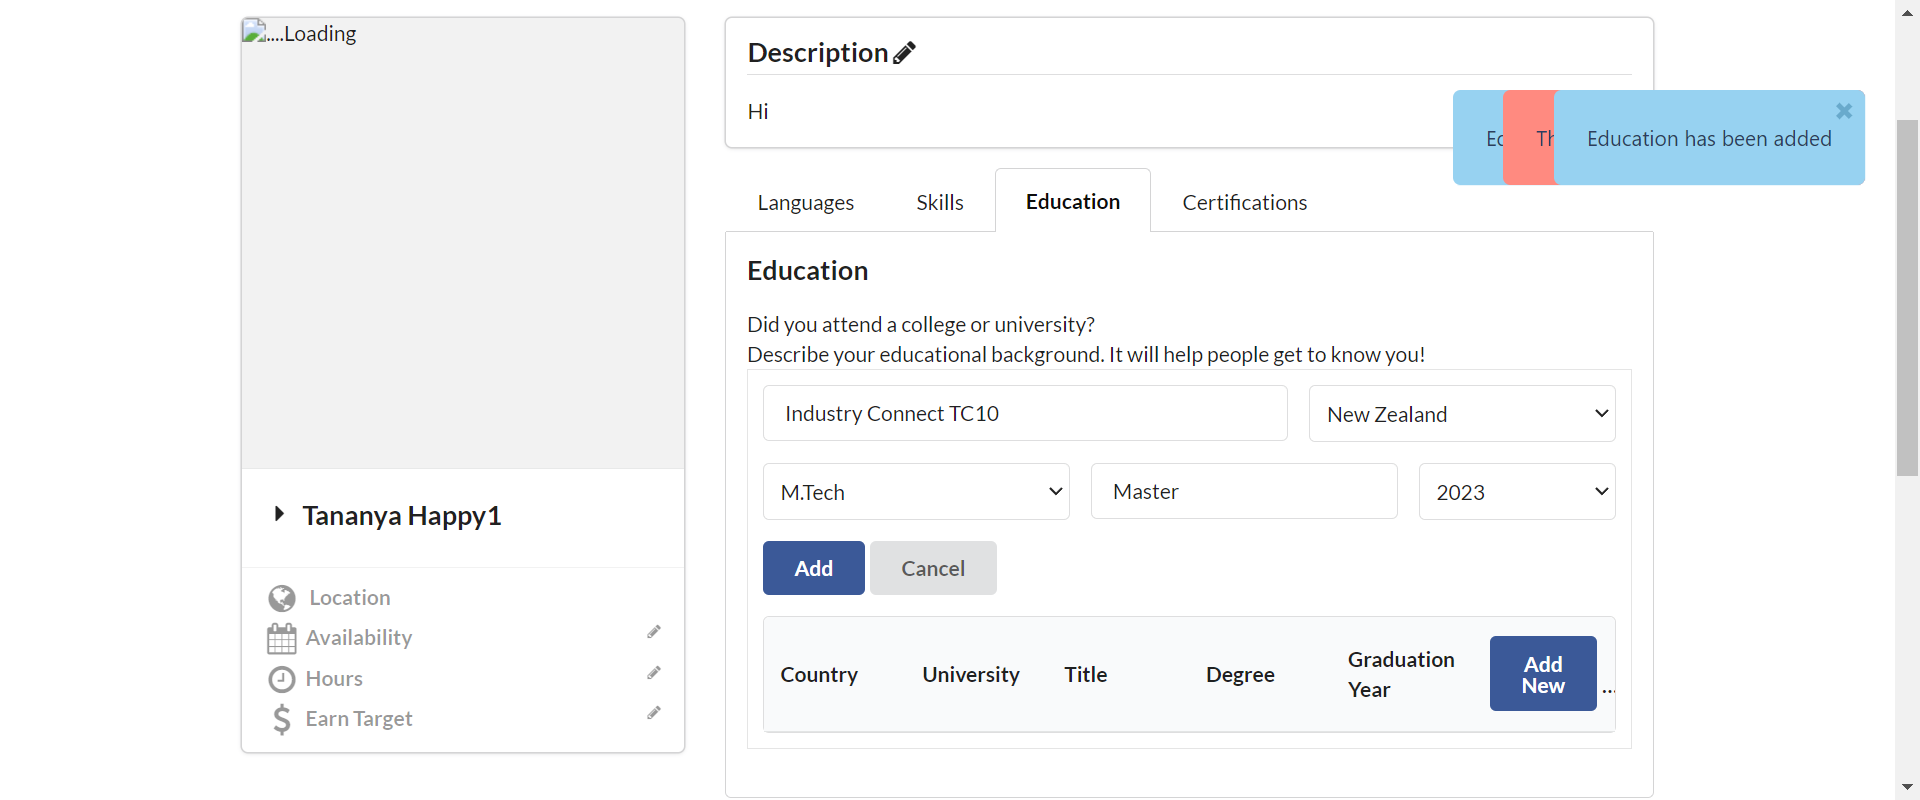 ....Loading
Tananya Happy1
Location
Availability
Hours
Earn Target
Description
Hi
Education has been added
Languages
Skills
Education
Certifications
Education
Did you attend a college or university?
Describe your educational background. It will help people get to know you!
Industry Connect TC10
New Zealand
M.Tech
Master
2023
Add
Cancel
Country
University
Title
Degree
Graduation
Year
Add
New
...